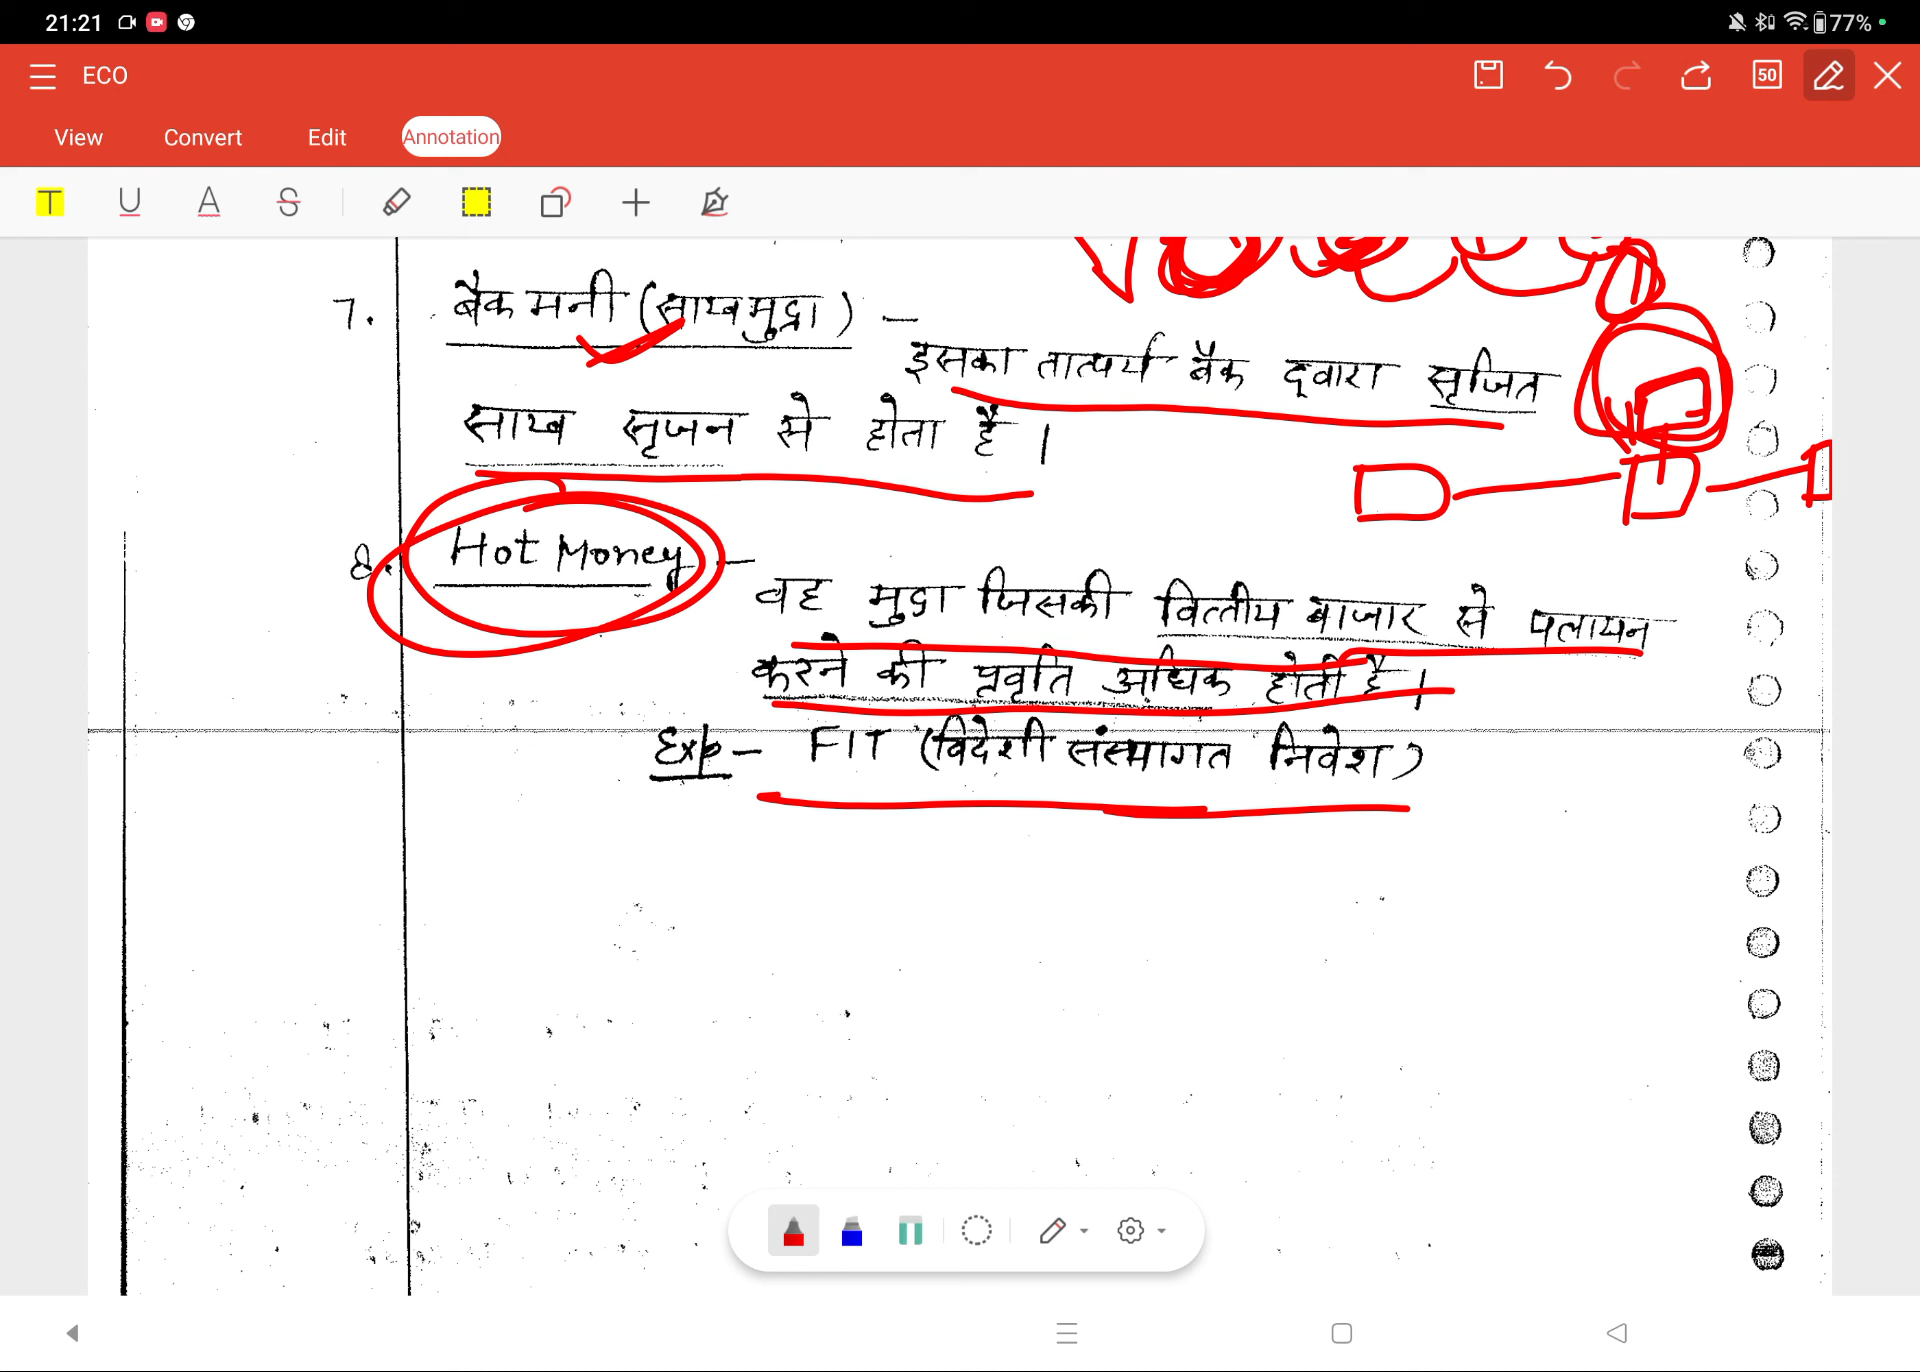 21:21 77%
ECO 50
View Convert Edit Annotation
T U A S
7. बैंक मनी (साख मुद्रा) -
इसका तात्पर्य बैंक द्वारा सृजित
साख सृजन से होता है।
8. Hot Money -
वह मुद्रा जिसकी वित्तीय बाजार से पलायन
करने की प्रवृति अधिक होती है।
Exp - FIT (विदेशी संस्थागत निवेश)